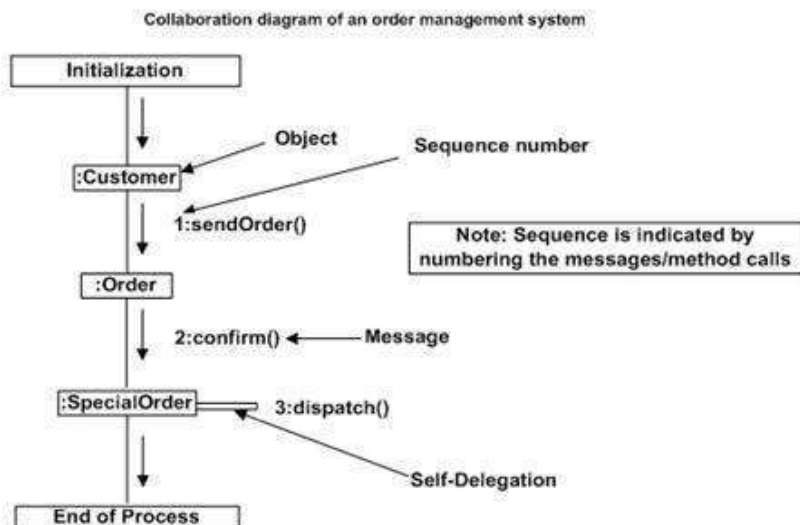 Collaboration diagram of an order management system
Initialization
Object
Sequence number
:Customer
1:sendOrder()
Note: Sequence is indicated by
numbering the messages/method calls
:Order
2:confirm()
Message
:SpecialOrder
3:dispatch()
Self-Delegation
End of Process